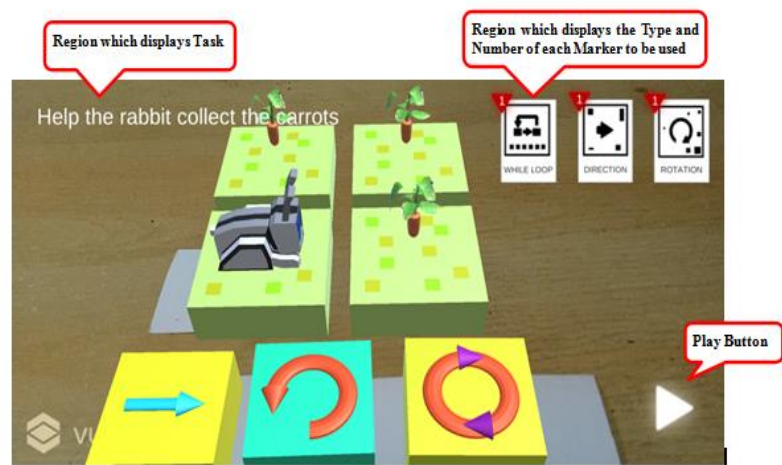 Region which displays Task
Region which displays the Type and
Number of each Marker to be used
Help the rabbit collect the carrots
1
1
1
WHILE LOOP
DIRECTION
ROTATION
Play Button
VU